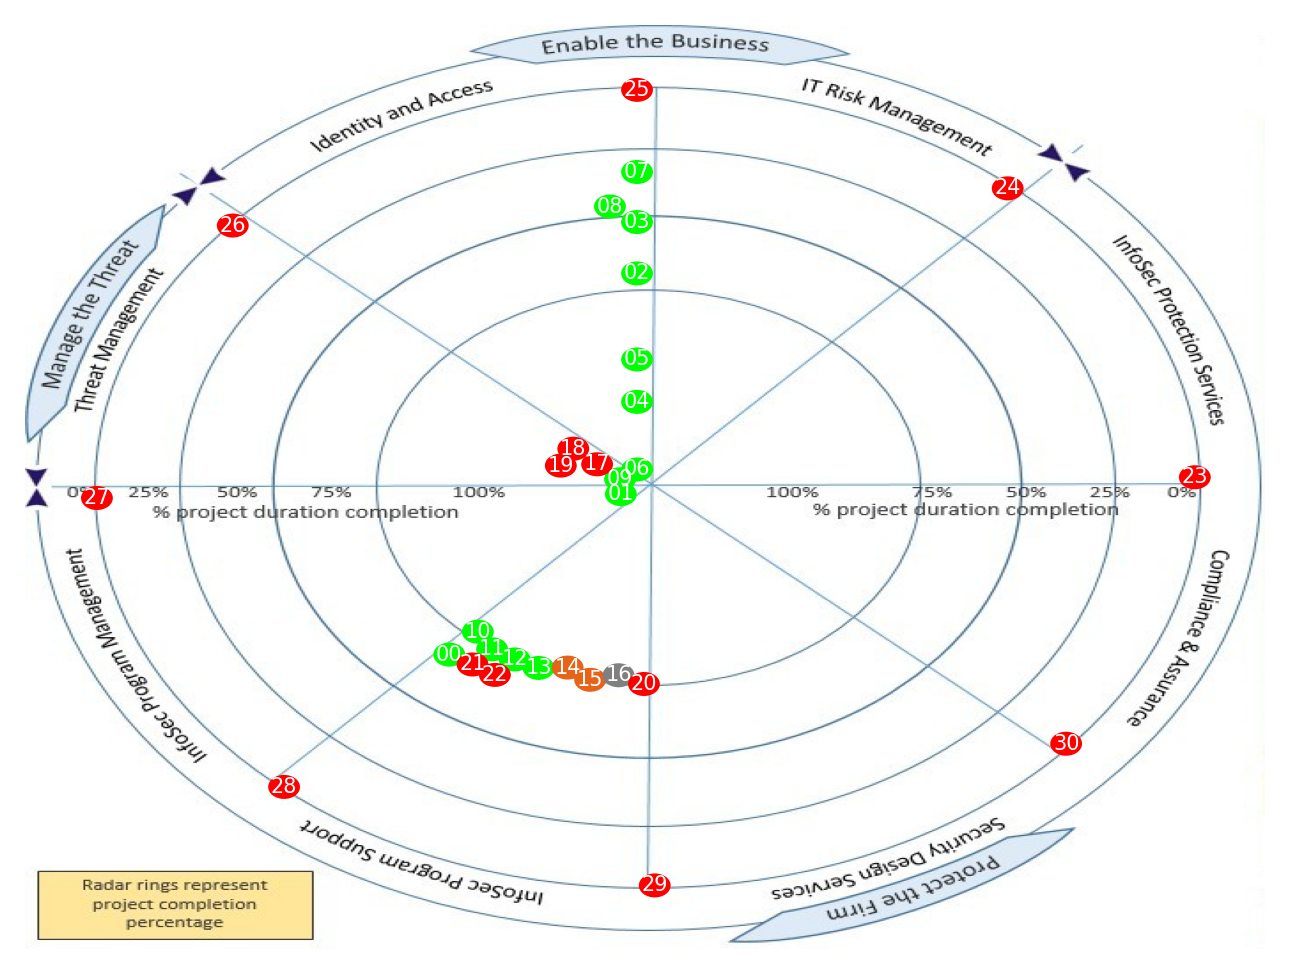 Enable the Business
Identity and Access
IT Risk Management
Manage the Threat
Threat Management
InfoSec Protection Services
25
24
07
08
03
26
02
05
04
18
19
17
06
09
01
23
27
0%
25%
50%
75%
100%
100%
75%
50%
25%
0%
% project duration completion
% project duration completion
10
00
11
21
12
22
13
14
15
16
20
30
28
29
InfoSec Program Management
Compliance & Assurance
InfoSec Program Support
Security Design Services
Protect the Firm
Radar rings represent
project completion
percentage